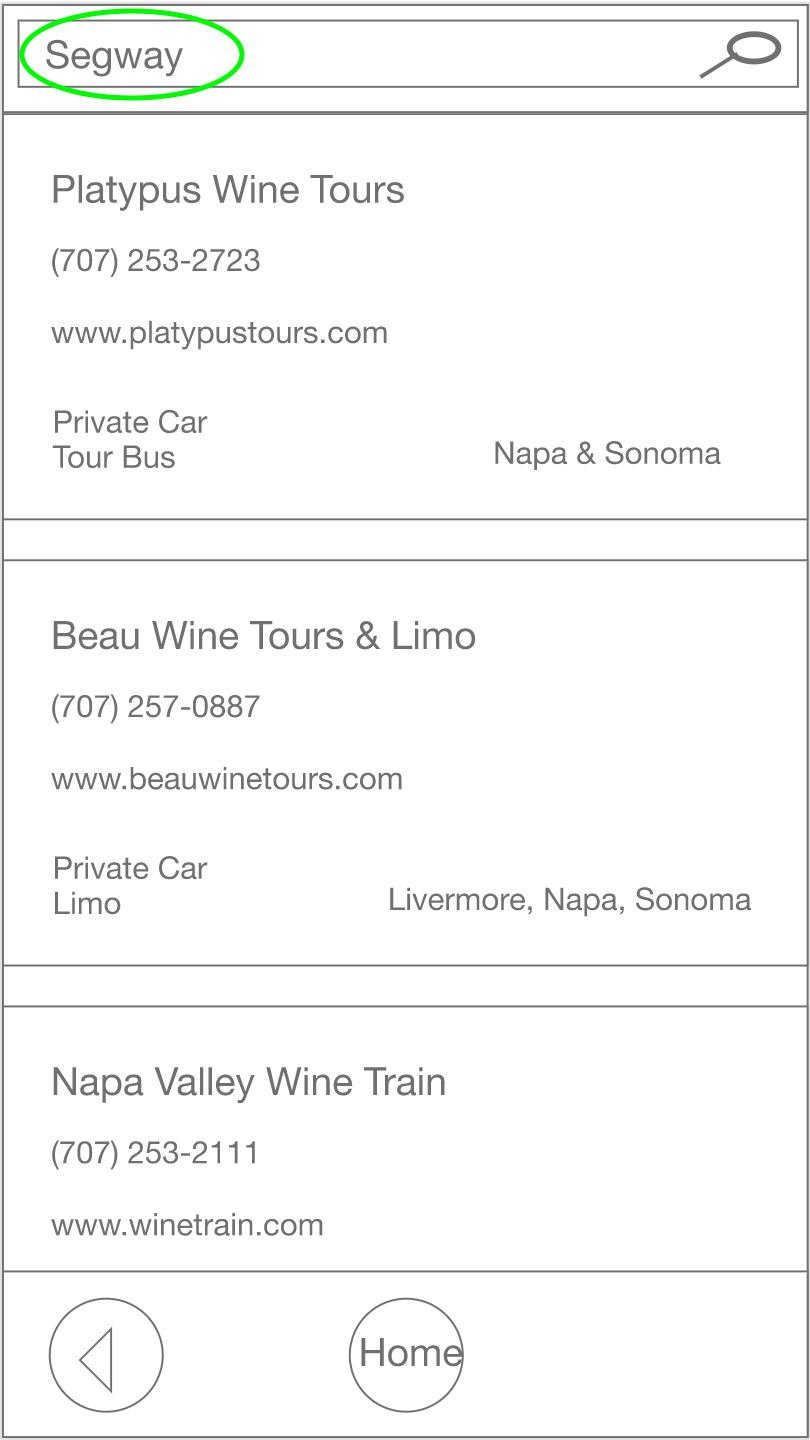 Segway
Platypus Wine Tours
(707) 253-2723
www.platypustours.com
Private Car
Tour Bus
Napa & Sonoma
Beau Wine Tours & Limo
(707) 257-0887
www.beauwinetours.com
Private Car
Limo
Livermore, Napa, Sonoma
Napa Valley Wine Train
(707) 253-2111
www.winetrain.com
Home